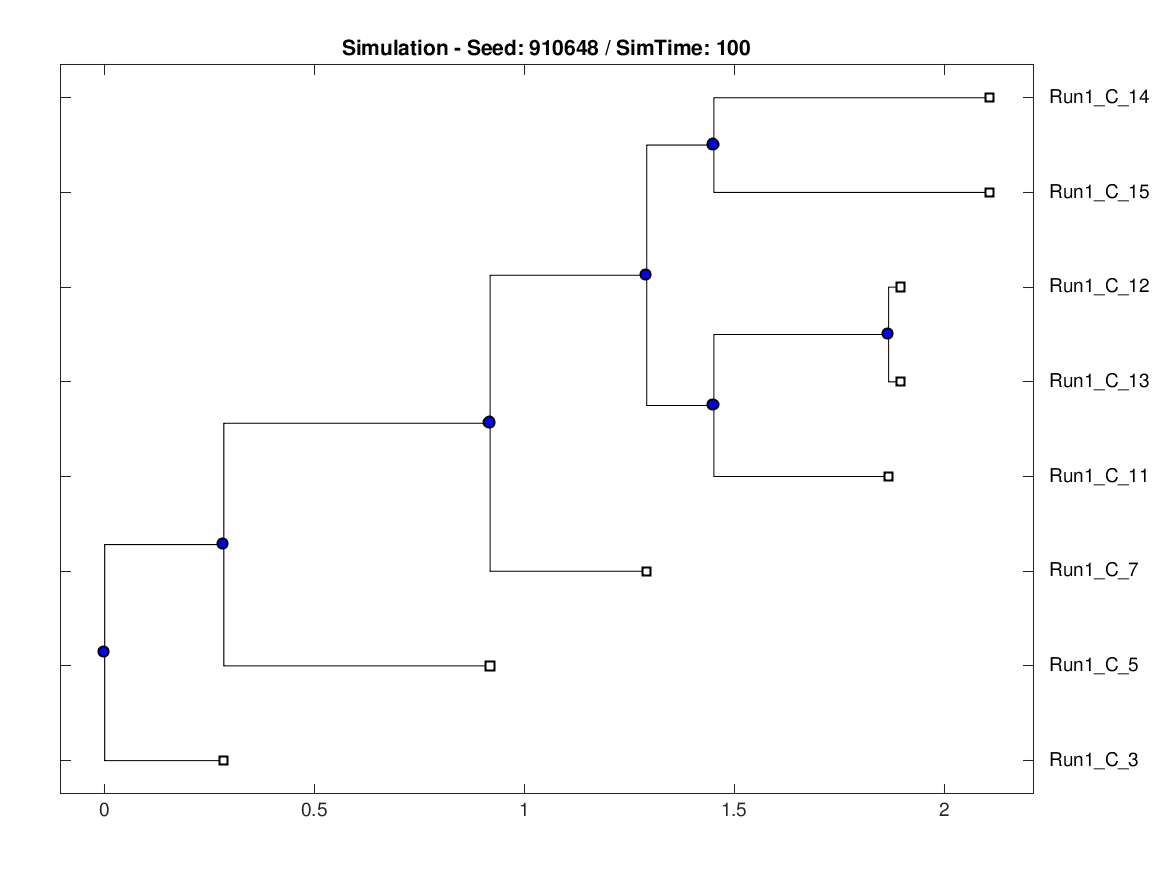 Simulation - Seed: 910648 / SimTime: 100
Run1_C_14
Run1_C_15
Run1_C_12
Run1_C_13
Run1_C_11
Run1_C_7
Run1_C_5
Run1_C_3
0 0.5 1 1.5 2